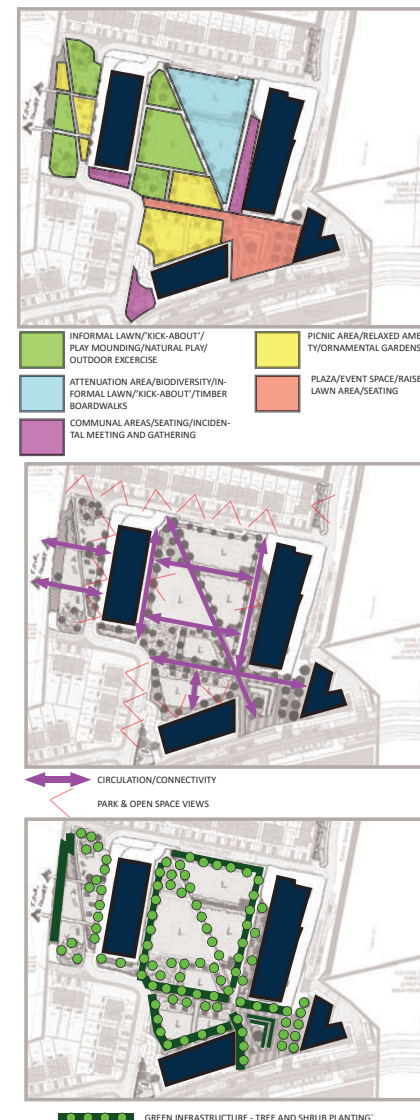 INFORMAL LAWN/'KICK-ABOUT'/
PLAY MOUNDING/NATURAL PLAY/
OUTDOOR EXCERCISE
PICNIC AREA/RELAXED AME
TY/ORNAMENTAL GARDENS
ATTENUATION AREA/BIODIVERSITY/IN-
FORMAL LAWN/'KICK-ABOUT'/TIMBER
BOARDWALKS
PLAZA/EVENT SPACE/RAISE
LAWN AREA/SEATING
COMMUNAL AREAS/SEATING/INCIDEN-
TAL MEETING AND GATHERING
CIRCULATION/CONNECTIVITY
PARK & OPEN SPACE VIEWS
GREEN INFRASTRUCTURE - TREE AND SHRUB PLANTING`